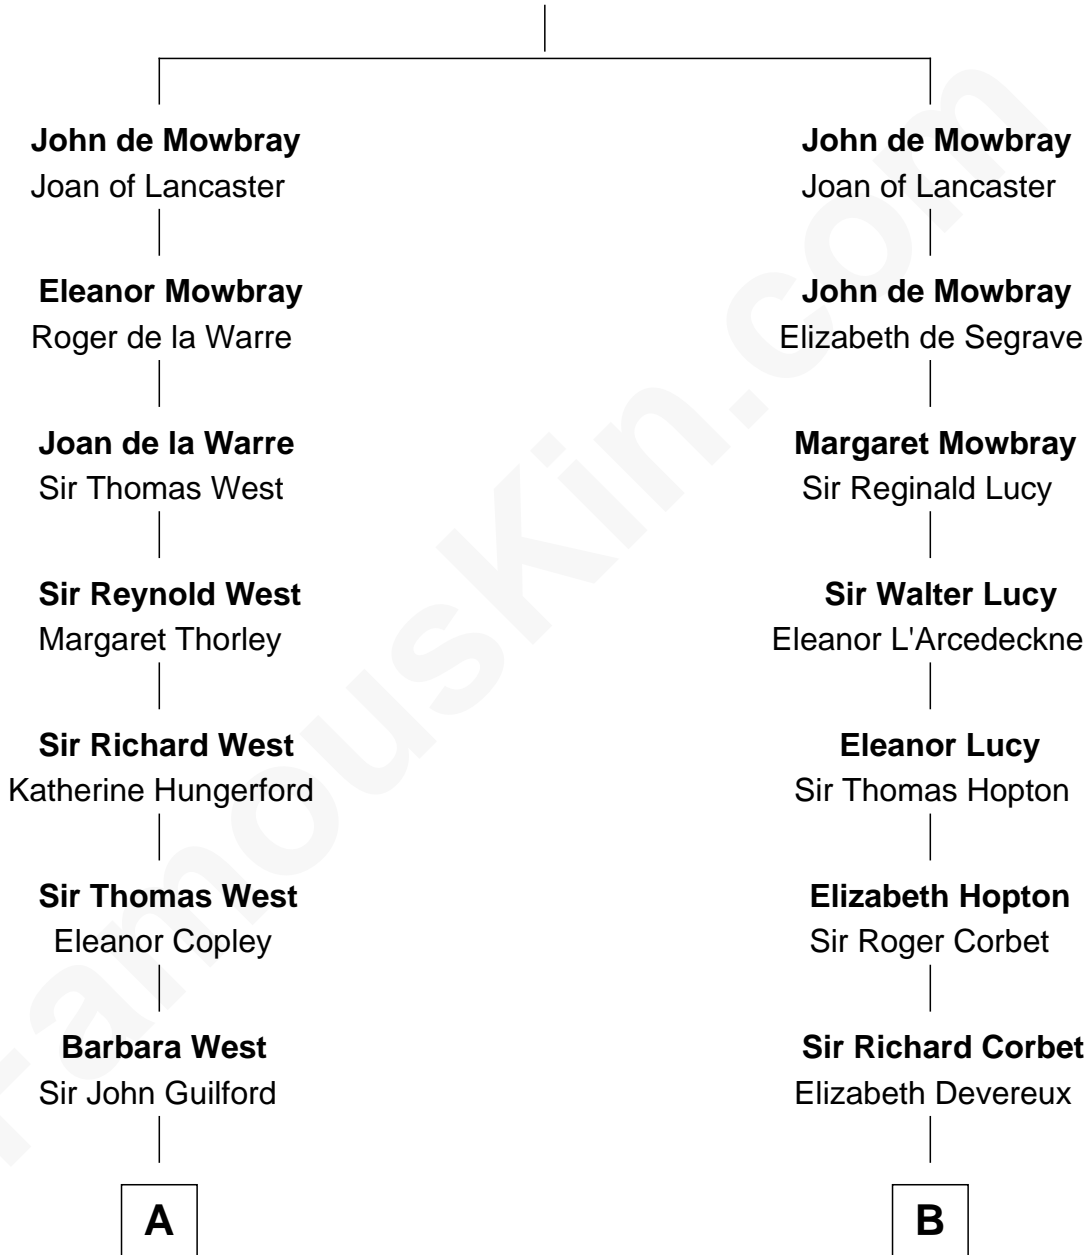 John de Mowbray
Joan of Lancaster
Eleanor Mowbray
Roger de la Warre
Joan de la Warre
Sir Thomas West
Sir Reynold West
Margaret Thorley
Sir Richard West
Katherine Hungerford
Sir Thomas West
Eleanor Copley
Barbara West
Sir John Guilford
A
John de Mowbray
Joan of Lancaster
John de Mowbray
Elizabeth de Segrave
Margaret Mowbray
Sir Reginald Lucy
Sir Walter Lucy
Eleanor L'Arcedeckne
Eleanor Lucy
Sir Thomas Hopton
Elizabeth Hopton
Sir Roger Corbet
Sir Richard Corbet
Elizabeth Devereux
B
FamousKin.com